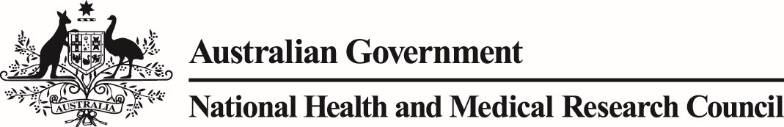 Australian Government
National Health and Medical Research Council
AUSTRALIA